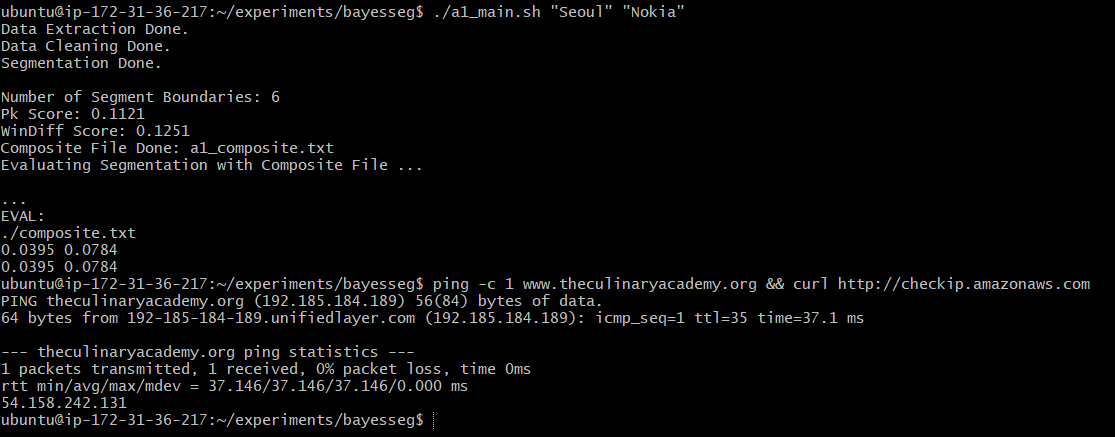 ubuntu@ip-172-31-36-217:~/experiments/bayesseg$ ./a1_main.sh "Seoul" "Nokia"
Data Extraction Done.
Data Cleaning Done.
Segmentation Done.
Number of Segment Boundaries: 6
Pk Score: 0.1121
WinDiff Score: 0.1251
Composite File Done: a1_composite.txt
Evaluating Segmentation with Composite File ...
...
EVAL:
./composite.txt
0.0395 0.0784
0.0395 0.0784
ubuntu@ip-172-31-36-217:~/experiments/bayesseg$ ping -c 1 www.theculinaryacademy.org && curl http://checkip.amazonaws.com
PING theculinaryacademy.org (192.185.184.189) 56(84) bytes of data.
64 bytes from 192-185-184-189.unifiedlayer.com (192.185.184.189): icmp_seq=1 ttl=35 time=37.1 ms
--- theculinaryacademy.org ping statistics ---
1 packets transmitted, 1 received, 0% packet loss, time 0ms
rtt min/avg/max/mdev = 37.146/37.146/37.146/0.000 ms
54.158.242.131
ubuntu@ip-172-31-36-217:~/experiments/bayesseg$